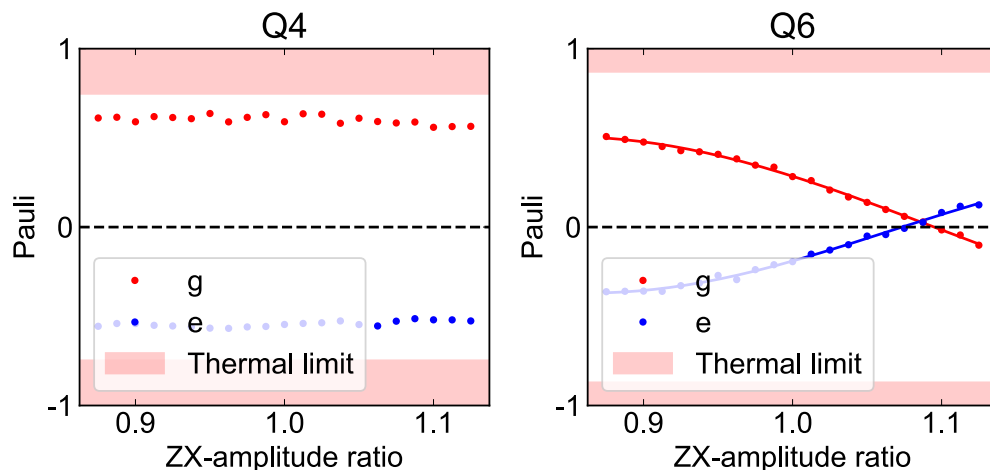 Q4
1
0
-1
Pauli
g
e
Thermal limit
0.9 1.0 1.1
ZX-amplitude ratio
Q6
1
0
-1
Pauli
g
e
Thermal limit
0.9 1.0 1.1
ZX-amplitude ratio